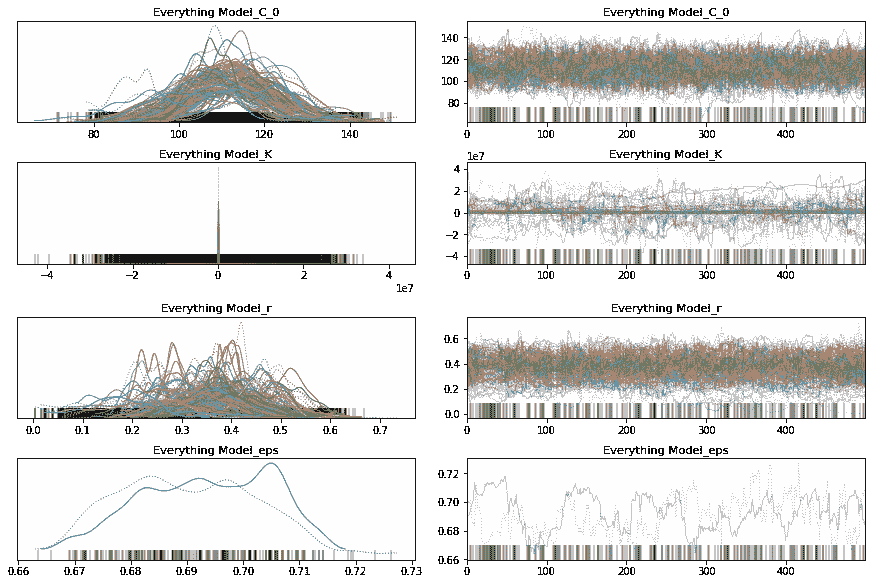 Everything Model_C_0
Everything Model_C_0
140
120
100
80
80 100 120 140
0 100 200 300 400
Everything Model_K
Everything Model_K
1e7
4
2
0
−2
−4
−4 −2 0 2 4
1e7
0 100 200 300 400
Everything Model_r
Everything Model_r
0.6
0.4
0.2
0.0
0.0 0.1 0.2 0.3 0.4 0.5 0.6 0.7
0 100 200 300 400
Everything Model_eps
Everything Model_eps
0.72
0.70
0.68
0.66
0.66 0.67 0.68 0.69 0.70 0.71 0.72 0.73
0 100 200 300 400